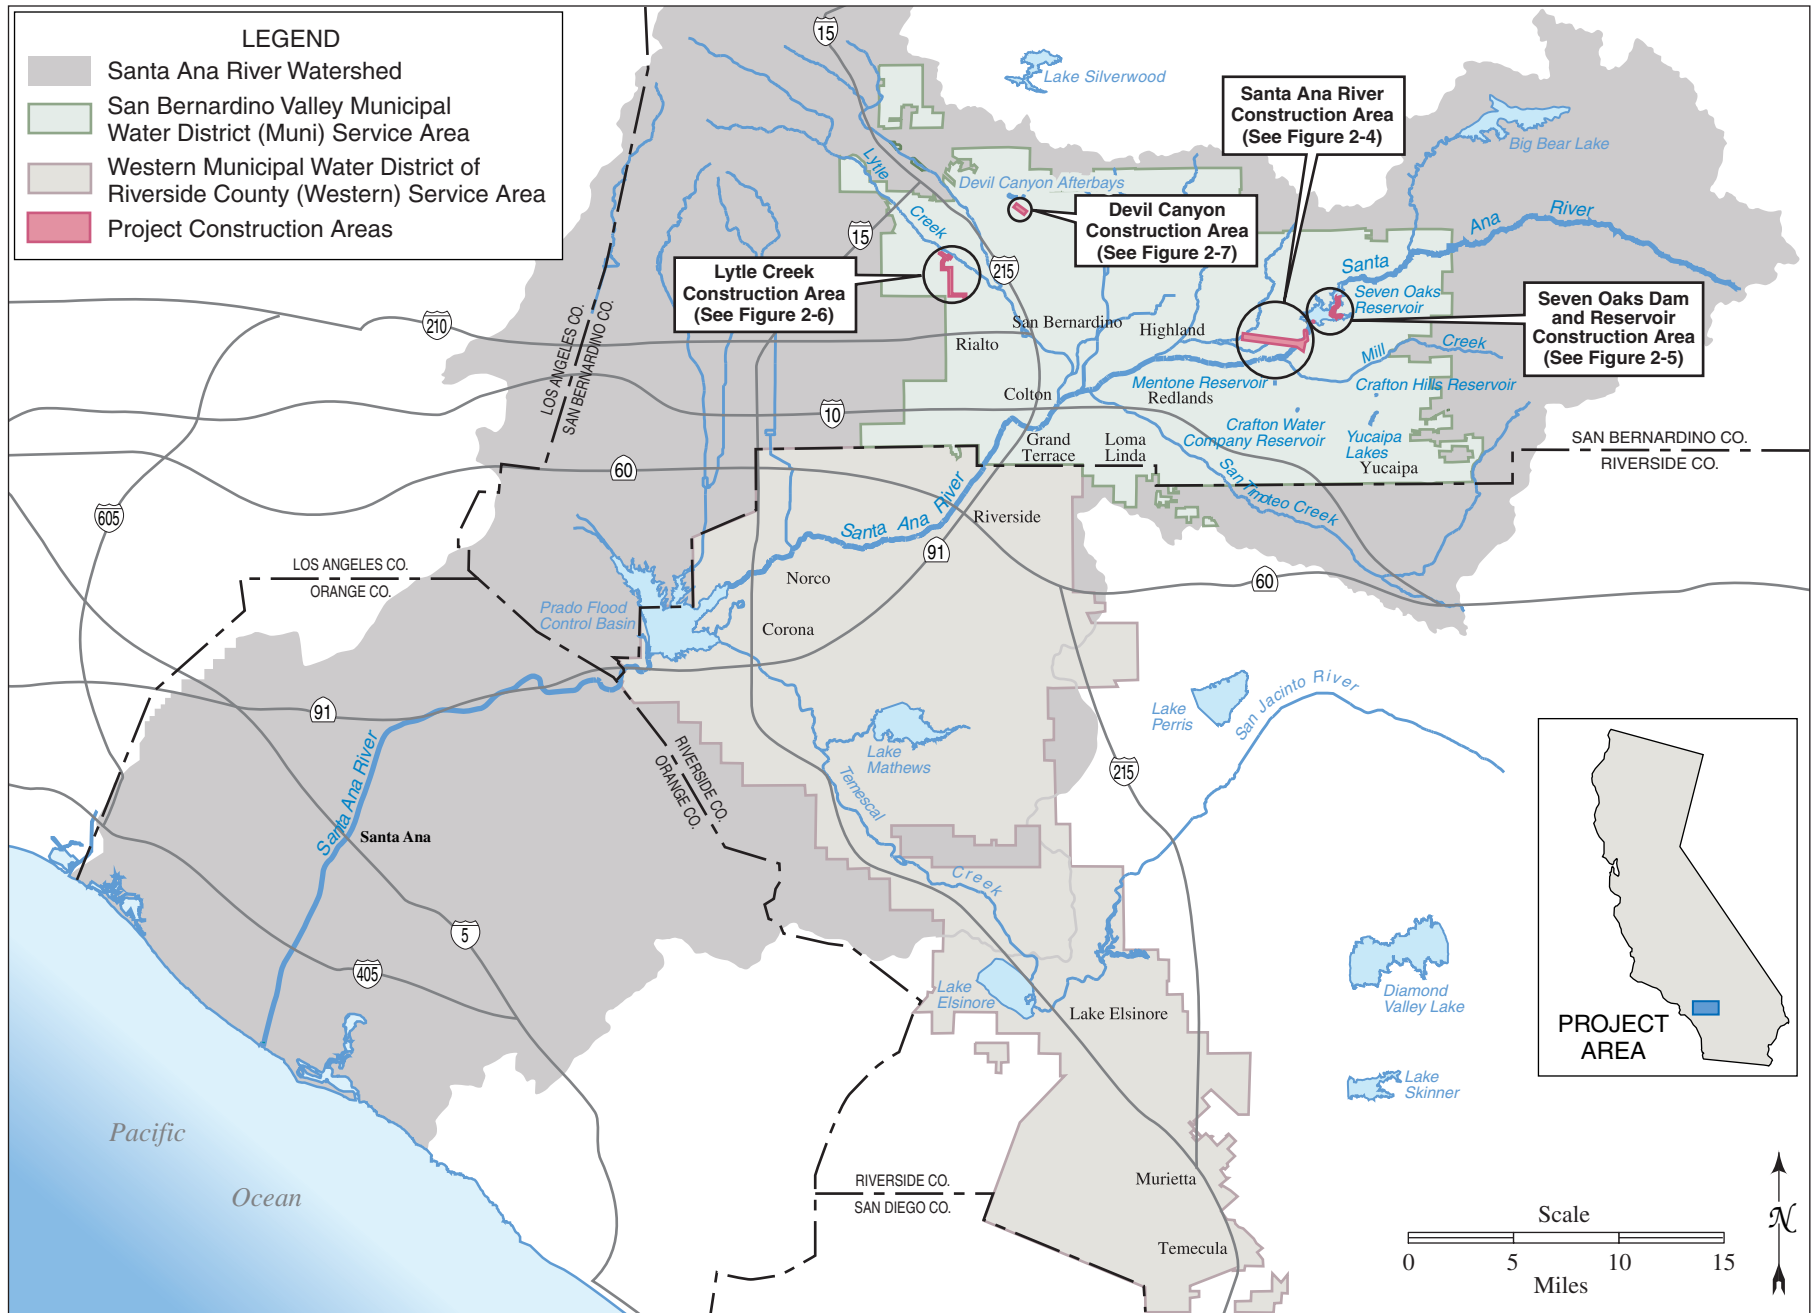 LEGEND
Santa Ana River Watershed
San Bernardino Valley Municipal
Water District (Muni) Service Area
Western Municipal Water District of
Riverside County (Western) Service Area
Project Construction Areas
15
Lake Silverwood
Santa Ana River
Construction Area
(See Figure 2-4)
Big Bear Lake
Lytle
Creek
Devil Canyon Afterbays
Devil Canyon
Construction Area
(See Figure 2-7)
15
215
Lytle Creek
Construction Area
(See Figure 2-6)
Santa
Ana
River
Seven Oaks
Reservoir
Seven Oaks Dam
and Reservoir
Construction Area
(See Figure 2-5)
210
San Bernardino
Highland
Rialto
Mill
Creek
LOS ANGELES CO.
SAN BERNARDINO CO.
Colton
Mentone Reservoir
Redlands
Crafton Hills Reservoir
10
Crafton Water
Company Reservoir
Yucaipa
Lakes
Yucaipa
Grand
Terrace
Loma
Linda
SAN BERNARDINO CO.
RIVERSIDE CO.
60
San Timoteo Creek
605
Santa Ana River
Riverside
91
60
LOS ANGELES CO.
ORANGE CO.
Norco
Prado Flood
Control Basin
Corona
91
Lake
Perris
San Jacinto River
Santa Ana River
Lake
Mathews
RIVERSIDE CO.
ORANGE CO.
215
Temescal
Creek
Santa Ana
5
405
Lake
Elsinore
Lake Elsinore
Diamond
Valley Lake
Lake
Skinner
PROJECT
AREA
Pacific
Ocean
RIVERSIDE CO.
SAN DIEGO CO.
Murietta
Temecula
Scale
0 5 10 15
Miles
N